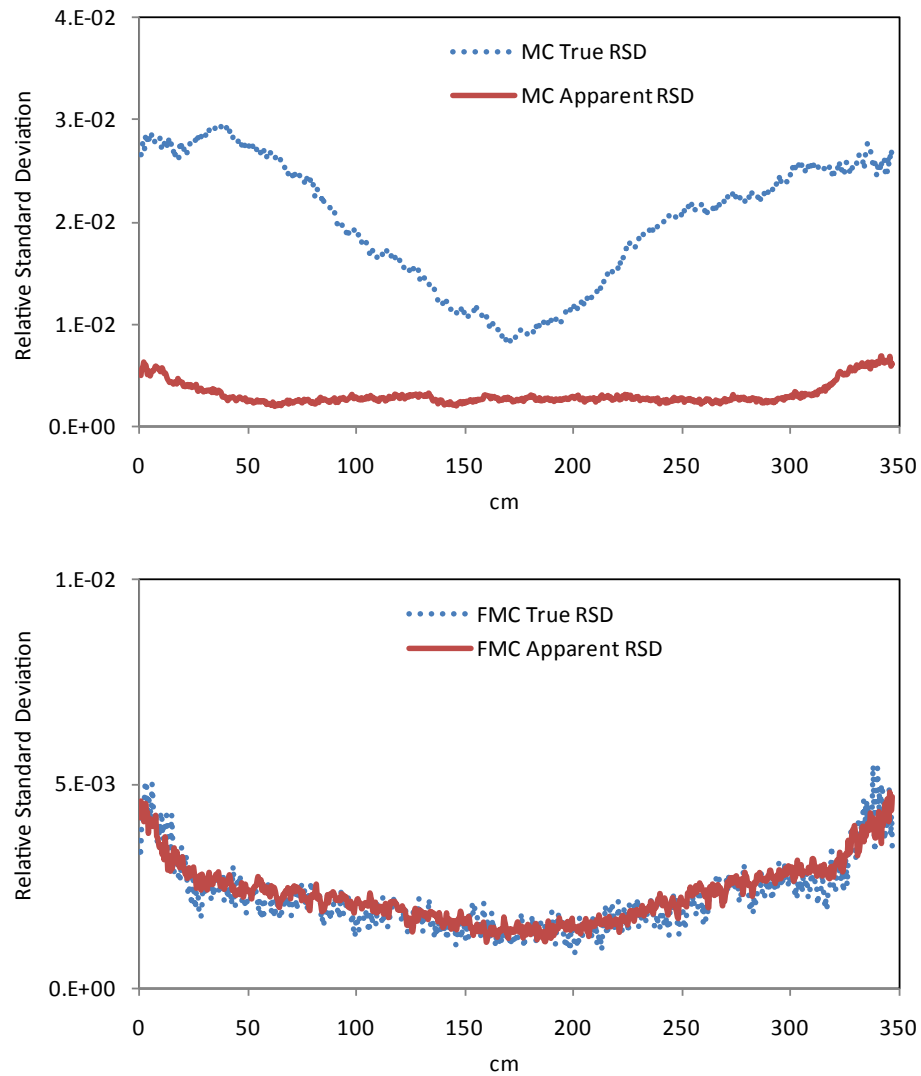 4.E-02
3.E-02
2.E-02
1.E-02
0.E+00
Relative Standard Deviation
MC True RSD
MC Apparent RSD
0 50 100 150 200 250 300 350
cm
1.E-02
5.E-03
0.E+00
Relative Standard Deviation
FMC True RSD
FMC Apparent RSD
0 50 100 150 200 250 300 350
cm